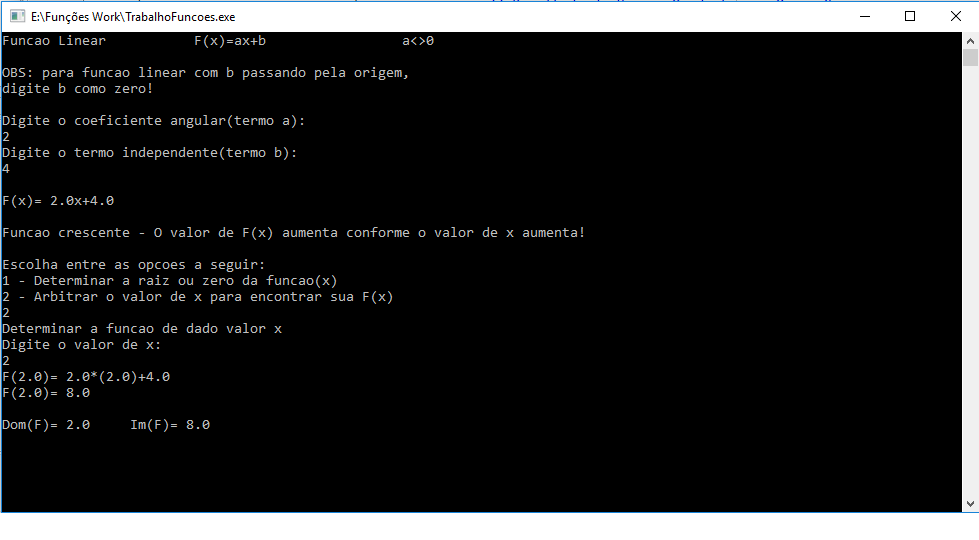 E:\Funções Work\TrabalhoFuncoes.exe
Funcao Linear           F(x)=ax+b                 a<>0
OBS: para funcao linear com b passando pela origem,
digite b como zero!
Digite o coeficiente angular(termo a):
2
Digite o termo independente(termo b):
4
F(x)= 2.0x+4.0
Funcao crescente - O valor de F(x) aumenta conforme o valor de x aumenta!
Escolha entre as opcoes a seguir:
1 - Determinar a raiz ou zero da funcao(x)
2 - Arbitrar o valor de x para encontrar sua F(x)
2
Determinar a funcao de dado valor x
Digite o valor de x:
2
F(2.0)= 2.0*(2.0)+4.0
F(2.0)= 8.0
Dom(F)= 2.0     Im(F)= 8.0